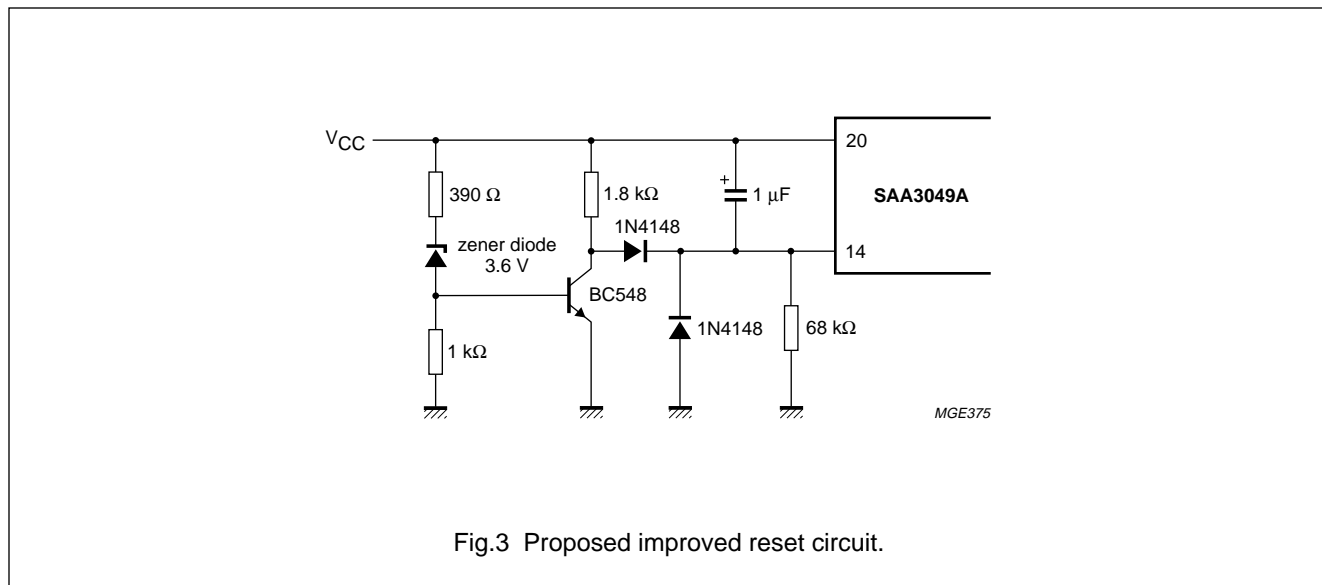 VCC
20
390 Ω
1.8 kΩ
+
1 μF
SAA3049A
1N4148
zener diode
3.6 V
14
BC548
1N4148
68 kΩ
1 kΩ
MGE375
Fig.3 Proposed improved reset circuit.